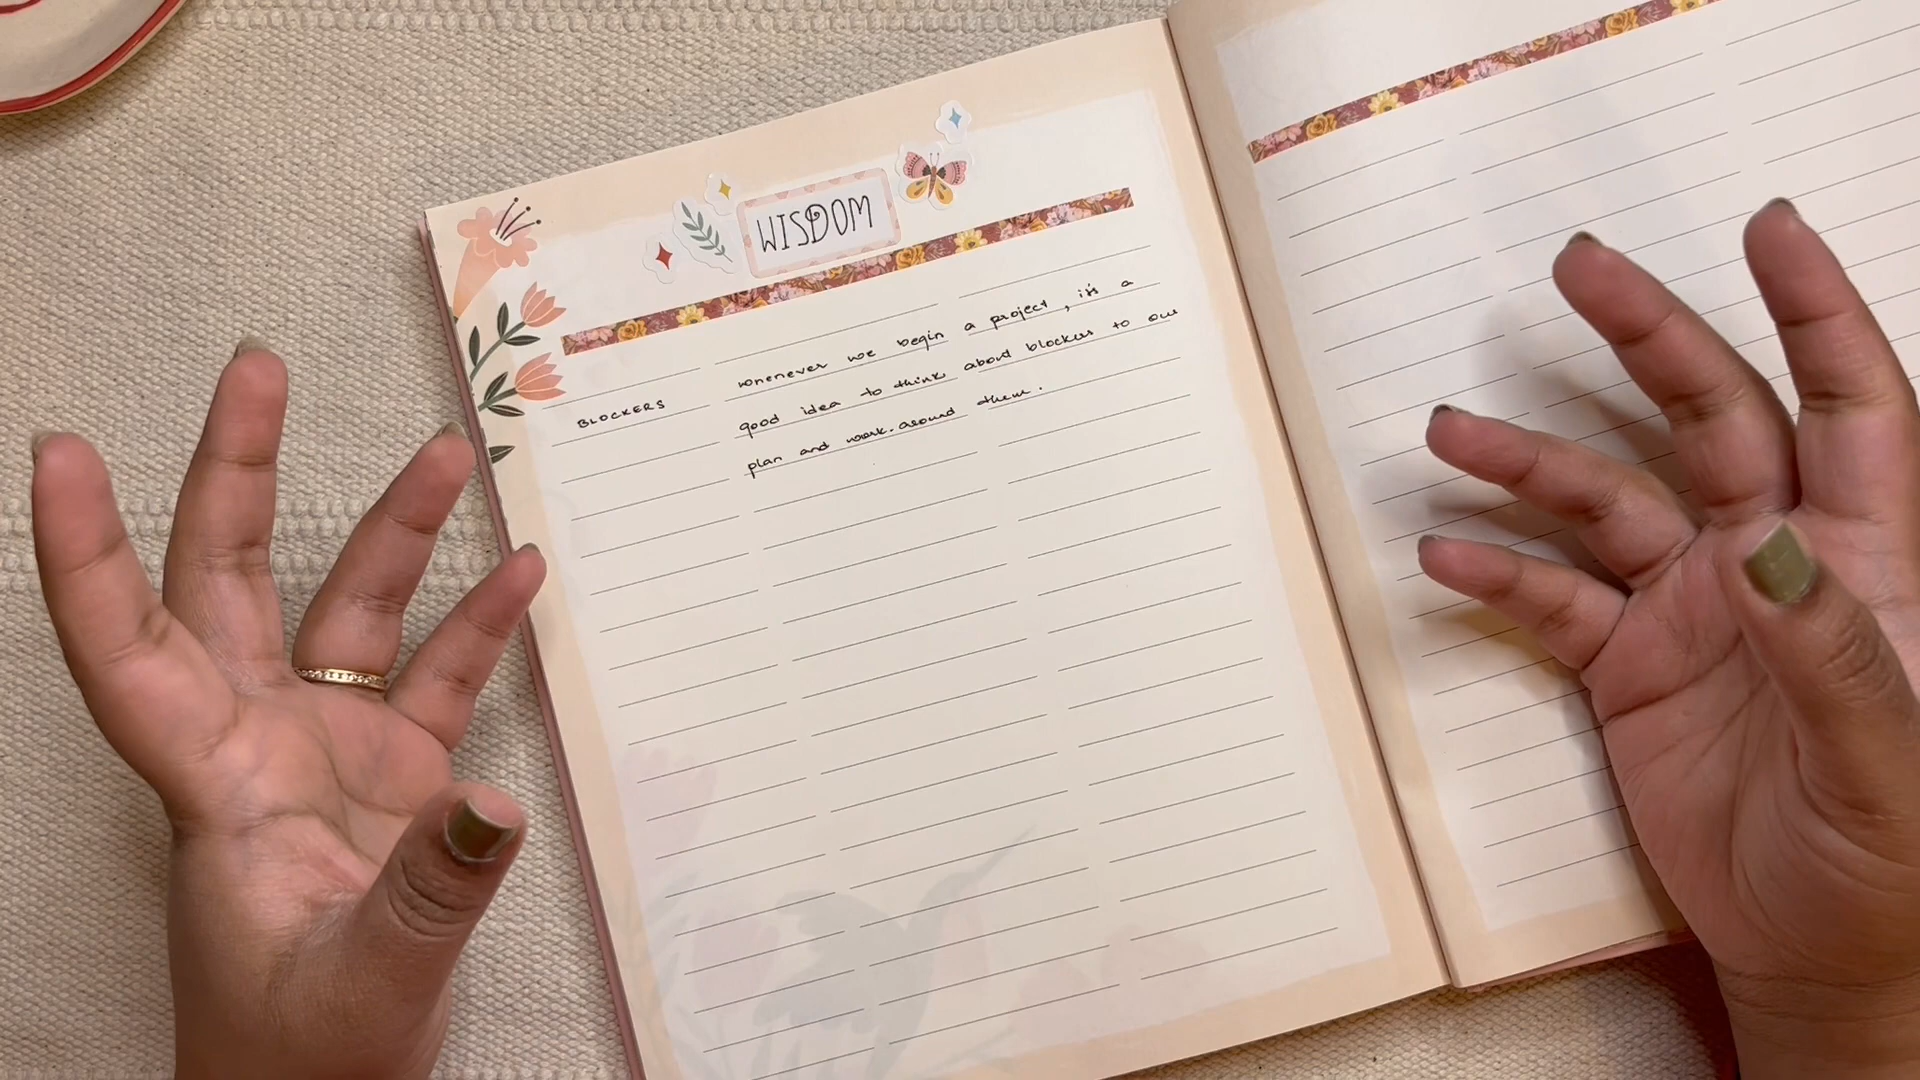 WISDOM
BLOCKERS
whenever we begin a project, it's a
good idea to think about blockers to our
plan and work around them.